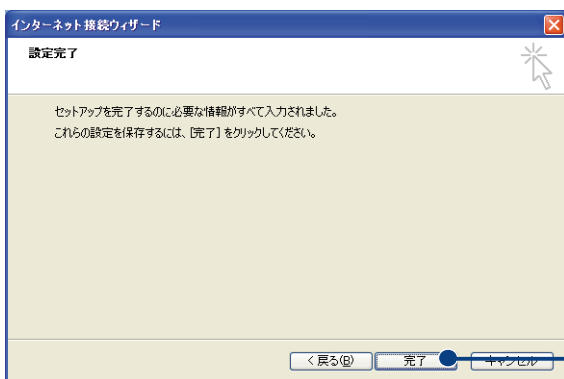 インターネット接続ウィザード
設定完了
セットアップを完了するのに必要な情報がすべて入力されました。
これらの設定を保存するには、[完了] をクリックしてください。
< 戻る(B)
完了
キャンセル